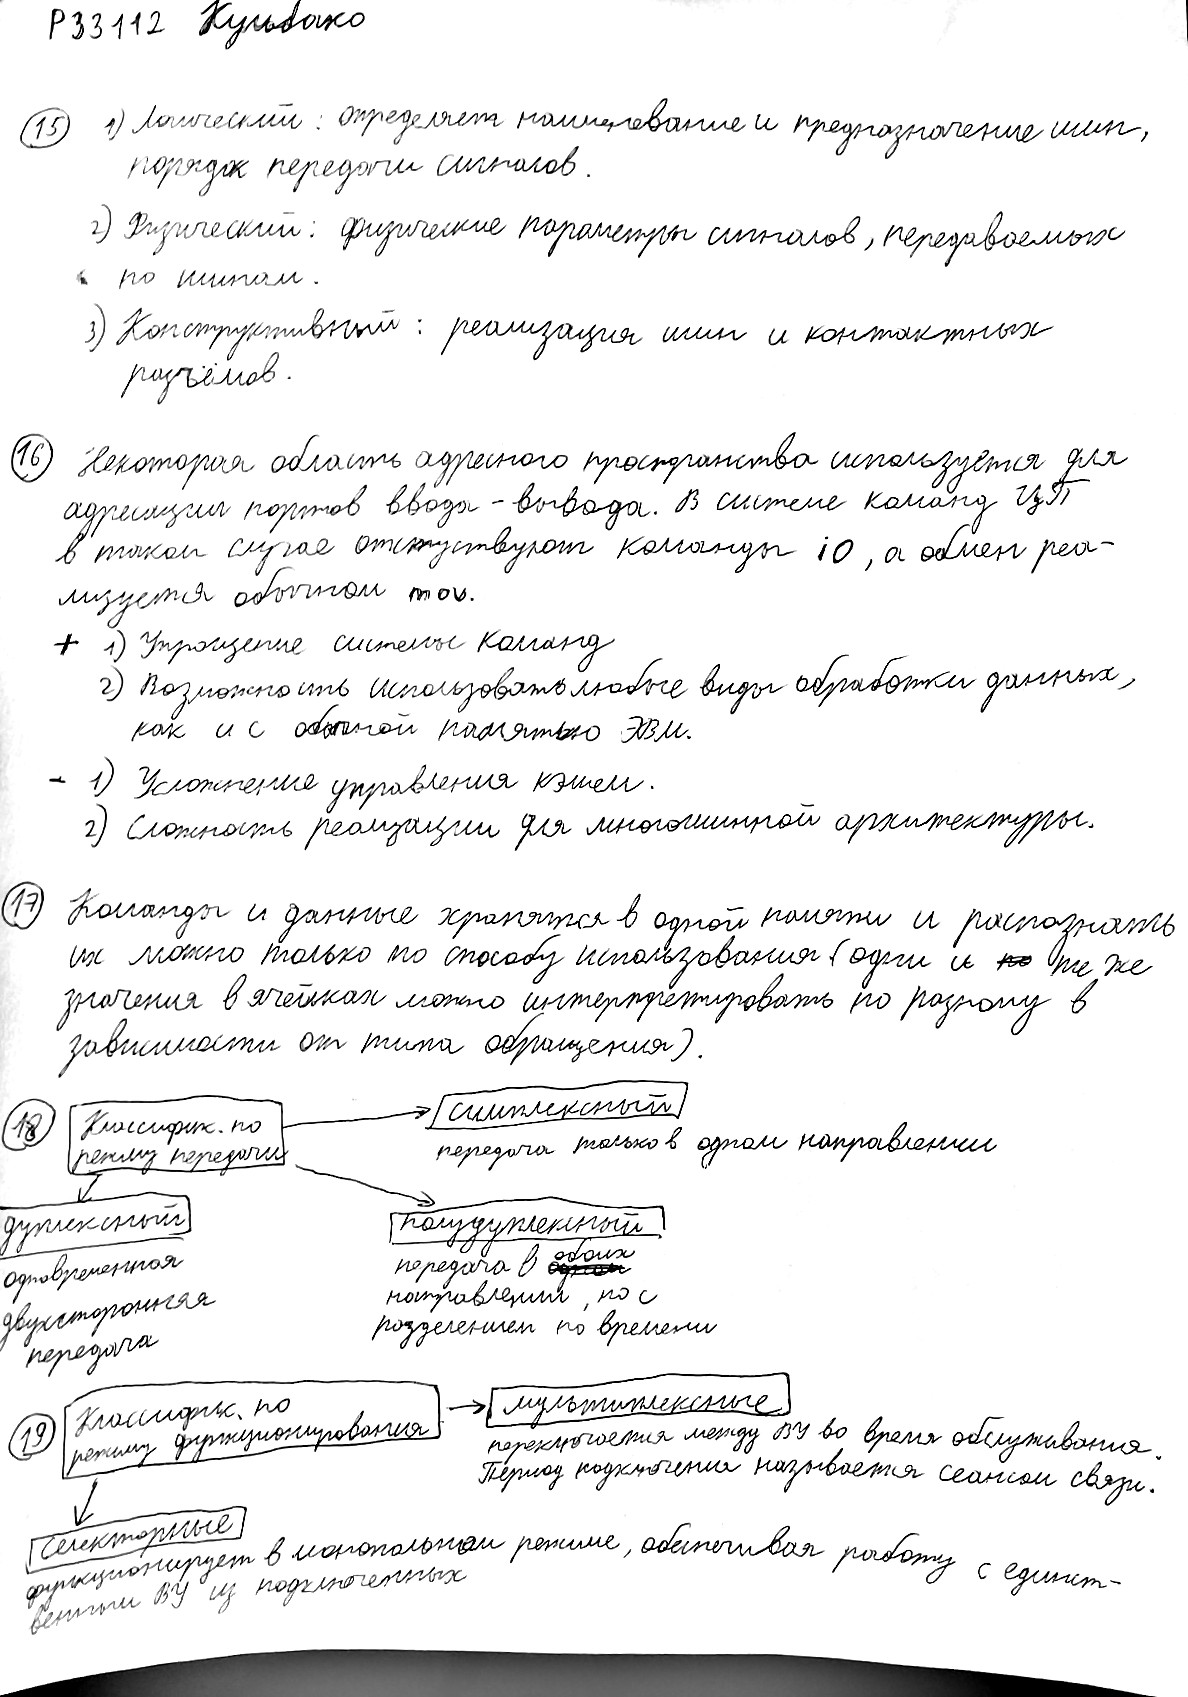 P33112 Кульбако
15 1) Логический: определяет наименование и предназначение шин,
порядок передачи сигналов.
2) Физический: физические параметры сигналов, передаваемых
по шинам.
3) Конструктивный: реализация шин и контактных
разъёмов.
16 Некоторая область адресного пространства используется для
адресации портов ввода-вывода. В системе команд ЦП
в таком случае отсутствуют команды iO, а обмен реа-
лизуется обычном mov.
+ 1) Упрощение системы команд
2) Возможность использовать любые виды обработки данных,
как и с обычной памятью ЭВМ.
- 1) Усложнение управления кэшем.
2) Сложность реализации для многошинной архитектуры.
17 Команды и данные хранятся в одной памяти и распознать
их можно только по способу использования (одни и те же
значения в ячейках можно интерпретировать по разному в
зависимости от типа обращения).
18 Классифик. по
режиму передачи
симплексный
передача только в одном направлении
дуплексный
одновременная
двухсторонняя
передача
полудуплексный
передача в обоих
направлении, но с
разделением по времени
19 Классифик. по
режиму функционирования
мультиплексные
переключается между ВУ во время обслуживания.
Период подключения называется сеансом связи.
селекторные
функционирует в монопольном режиме, обеспечивая работу с единст-
венным ВУ из подключенных